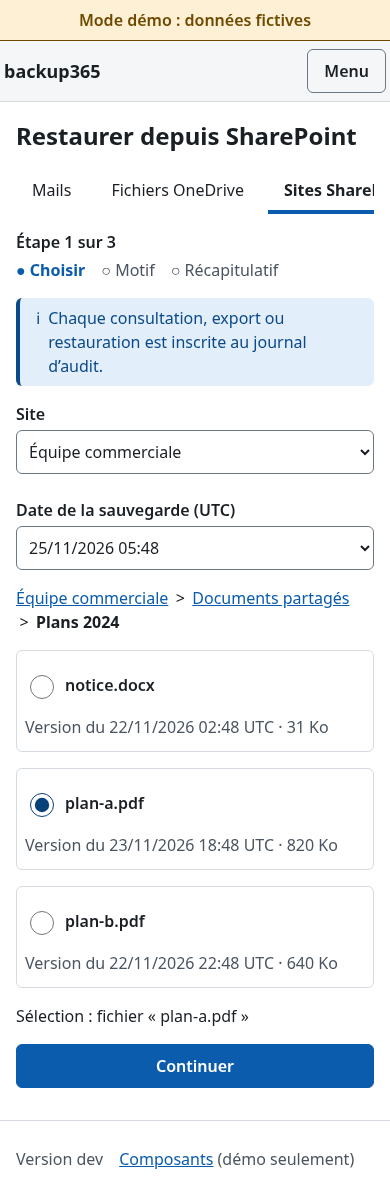 Mode démo : données fictives
backup365
Menu
Restaurer depuis SharePoint
Mails
Fichiers OneDrive
Sites Share
Étape 1 sur 3
● Choisir ○ Motif ○ Récapitulatif
i Chaque consultation, export ou
restauration est inscrite au journal
d’audit.
Site
Équipe commerciale
Date de la sauvegarde (UTC)
25/11/2026 05:48
Équipe commerciale > Documents partagés
> Plans 2024
notice.docx
Version du 22/11/2026 02:48 UTC · 31 Ko
plan-a.pdf
Version du 23/11/2026 18:48 UTC · 820 Ko
plan-b.pdf
Version du 22/11/2026 22:48 UTC · 640 Ko
Sélection : fichier « plan-a.pdf »
Continuer
Version dev Composants (démo seulement)